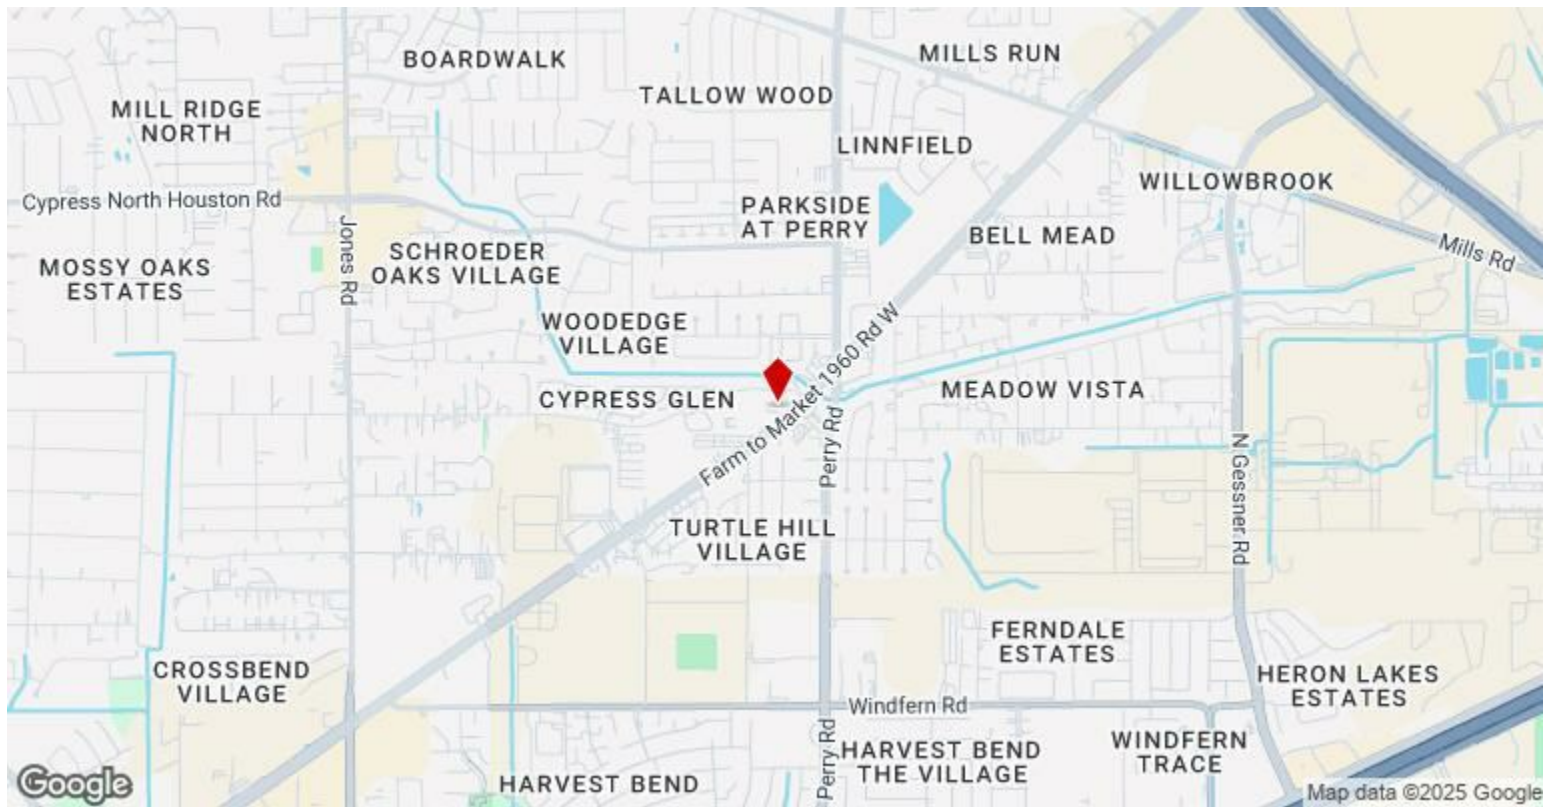 BOARDWALK
MILLS RUN
TALLOW WOOD
MILL RIDGE
NORTH
LINNFIELD
WILLOWBROOK
Cypress North Houston Rd
PARKSIDE
AT PERRY
BELL MEAD
Mills Rd
Jones Rd
SCHROEDER
OAKS VILLAGE
MOSSY OAKS
ESTATES
WOODEDGE
VILLAGE
Farm to Market 1960 Rd W
CYPRESS GLEN
MEADOW VISTA
Perry Rd
N Gessner Rd
TURTLE HILL
VILLAGE
FERNDALE
ESTATES
CROSSBEND
VILLAGE
HERON LAKES
ESTATES
Windfern Rd
Perry Rd
HARVEST BEND
THE VILLAGE
WINDFERN
TRACE
HARVEST BEND
Google
Map data ©2025 Google